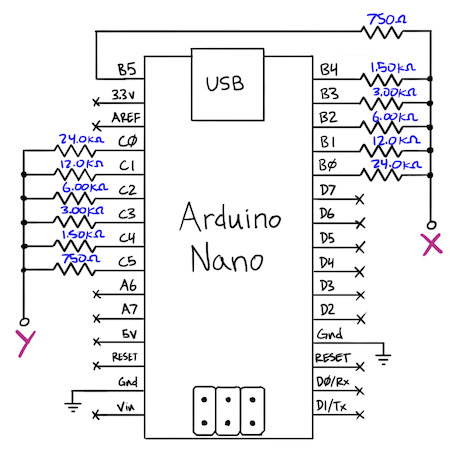 750Ω
B5
USB
B4
1.50kΩ
3.3V
B3
3.00kΩ
AREF
B2
6.00kΩ
24.0kΩ
CØ
B1
12.0kΩ
12.0kΩ
C1
BØ
24.0kΩ
6.00kΩ
C2
D7
3.00kΩ
C3
D6
1.50kΩ
C4
D5
750Ω
C5
D4
Arduino
Nano
A6
D3
A7
D2
5V
Gnd
RESET
RESET
Gnd
DØ/Rx
Vin
D1/Tx
X
Y